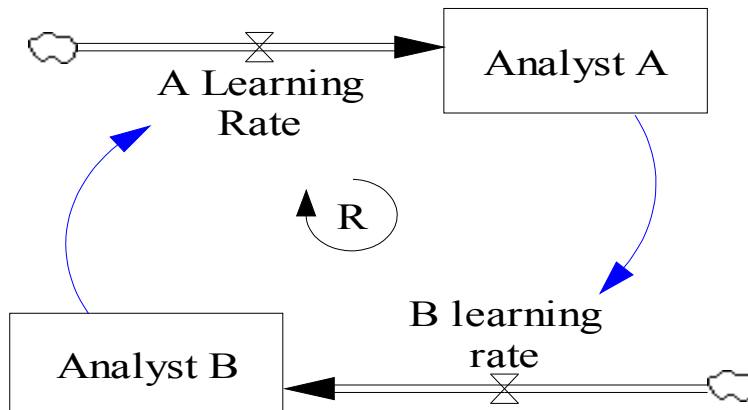 Analyst A
A Learning
Rate
R
B learning
rate
Analyst B